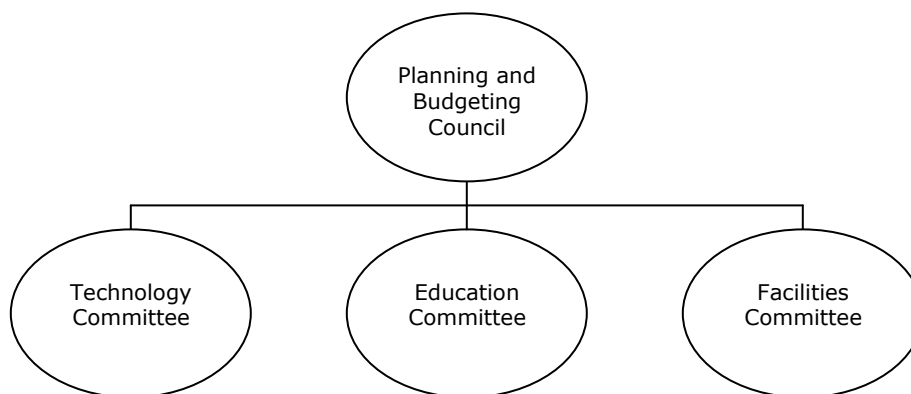 Planning and
Budgeting
Council
Technology
Committee
Education
Committee
Facilities
Committee